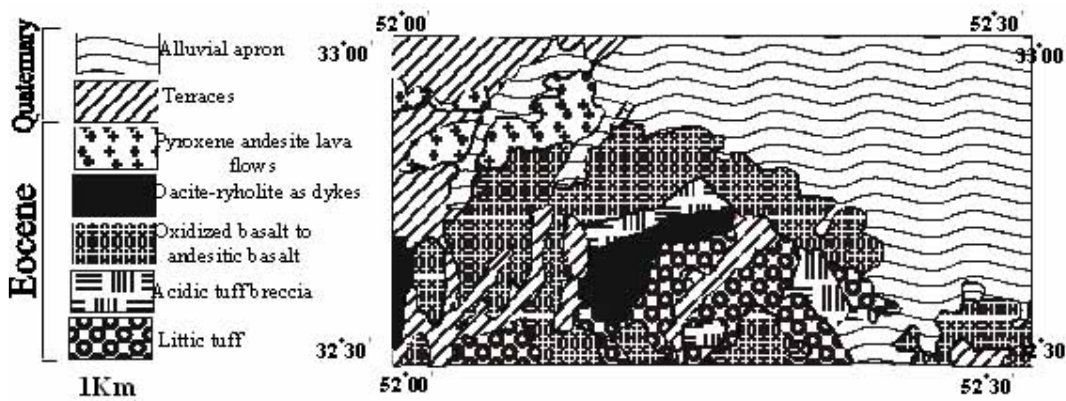 Quaternary
Eocene
Alluvial apron
Terraces
Pyroxene andesite lava
flows
Dacite-ryholite as dykes
Oxidized basalt to
andesitic basalt
Acidic tuff breccia
Littic tuff
1Km
52°00'
52°30'
33°00'
33°00
32°30'
32°30
52°00'
52°30'